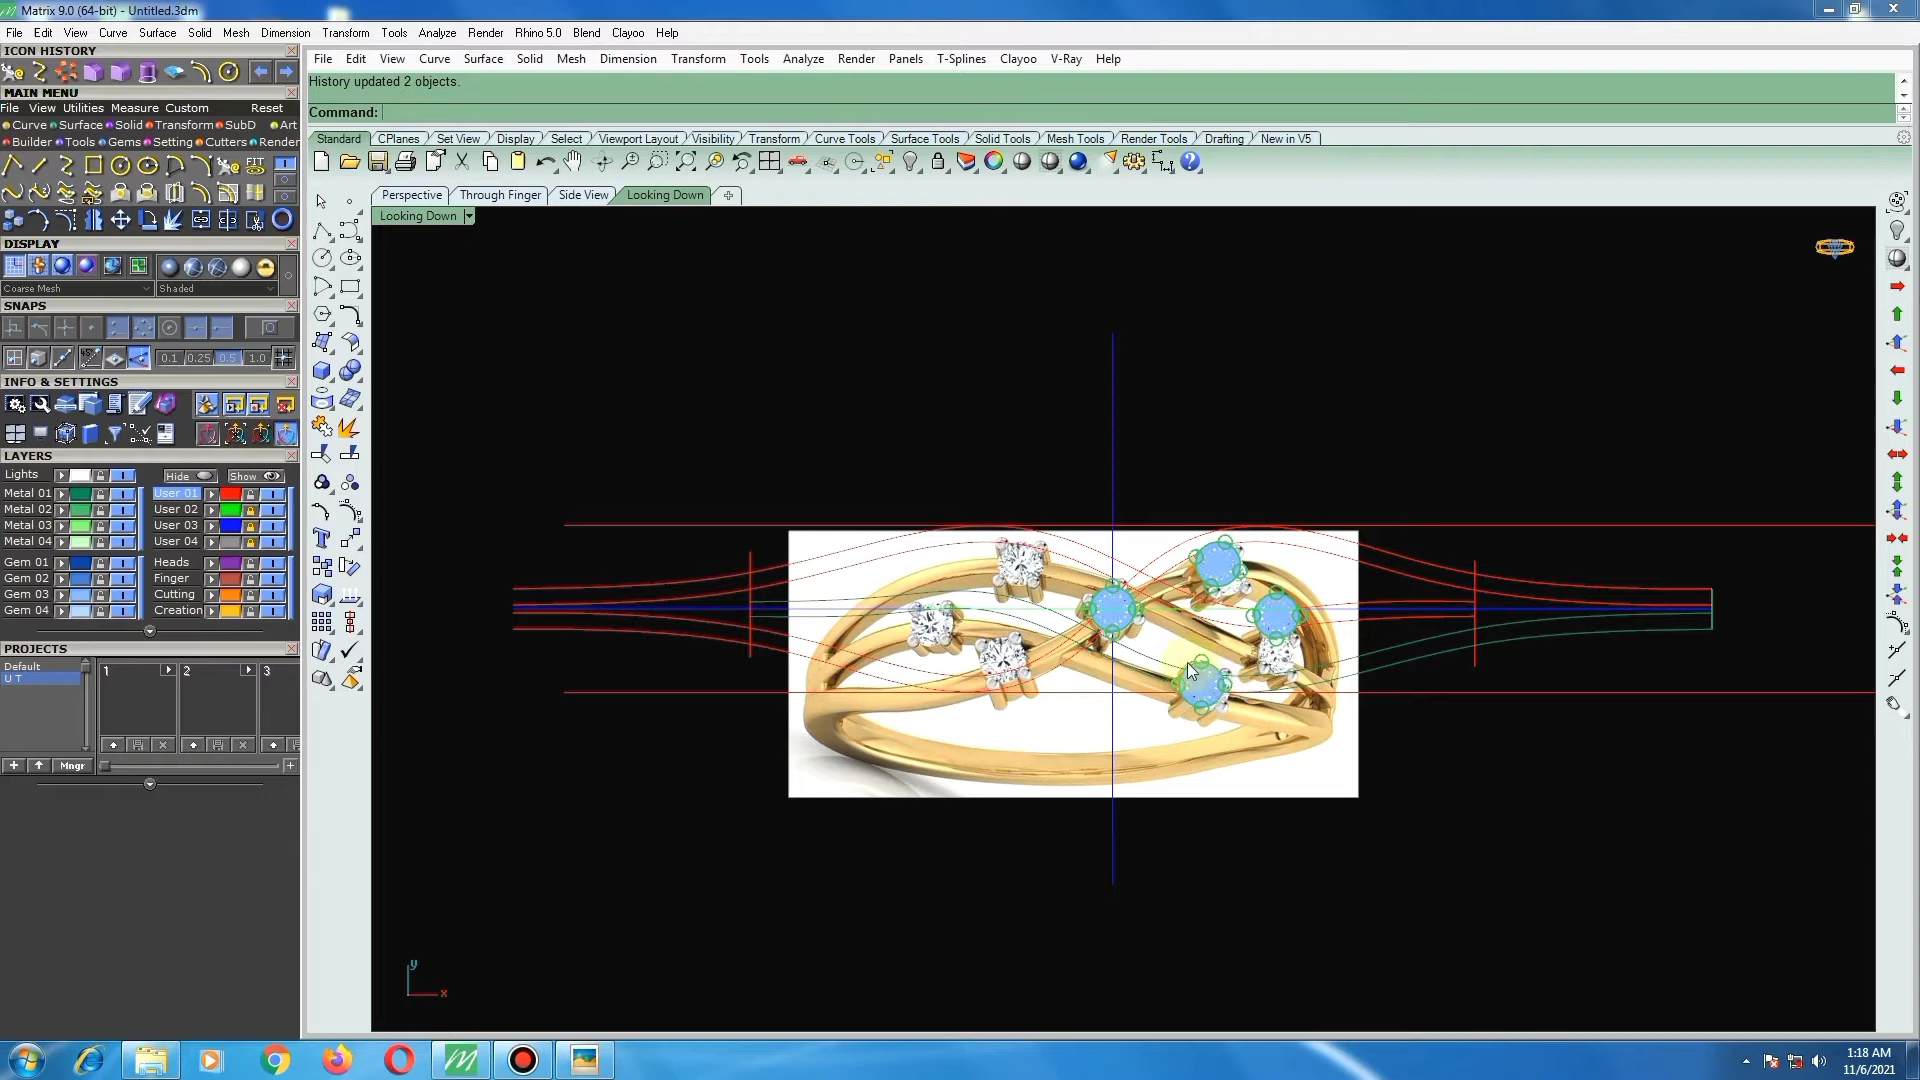 Matrix 9.0 (64-bit) - Untitled.3dm
File Edit View Curve Surface Solid Mesh Dimension Transform Tools Analyze Render Rhino 5.0 Blend Clayoo Help
ICON HISTORY
MAIN MENU
File View Utilities Measure Custom Reset
Curve Surface Solid Transform SubD Art
Builder Tools Gems Setting Cutters Render
FIT
DISPLAY
Coarse Mesh Shaded
SNAPS
0.1 0.25 0.5 1.0
INFO & SETTINGS
LAYERS
Lights Hide Show
Metal 01 User 01
Metal 02 User 02
Metal 03 User 03
Metal 04 User 04
Gem 01 Heads
Gem 02 Finger
Gem 03 Cutting
Gem 04 Creation
PROJECTS
Default
U T
1 2 3
Mngr
File Edit View Curve Surface Solid Mesh Dimension Transform Tools Analyze Render Panels T-Splines Clayoo V-Ray Help
History updated 2 objects.
Command:
Standard CPlanes Set View Display Select Viewport Layout Visibility Transform Curve Tools Surface Tools Solid Tools Mesh Tools Render Tools Drafting New in V5
Perspective Through Finger Side View Looking Down
Looking Down
y
x
1:18 AM
11/6/2021